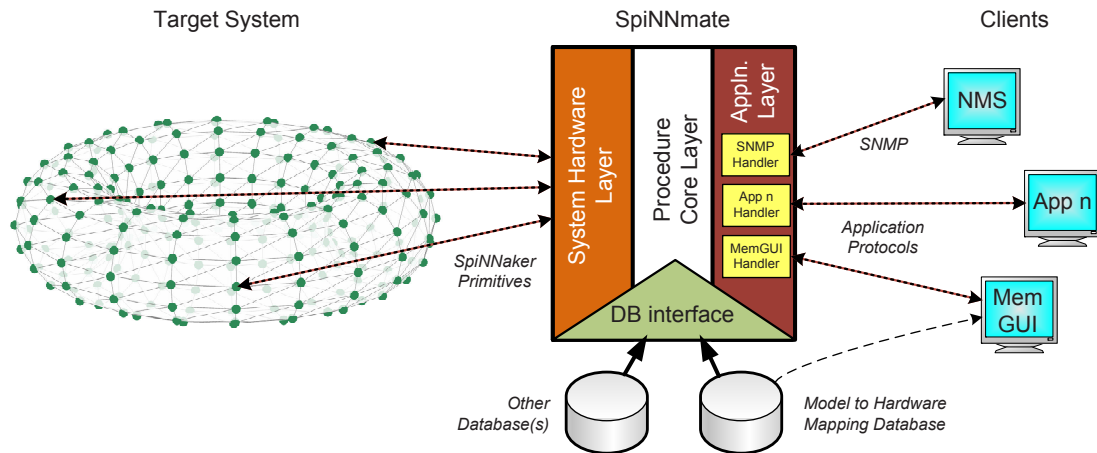 Target System
SpiNNmate
Clients
System Hardware
Layer
Procedure
Core Layer
Appln.
Layer
SNMP
Handler
App n
Handler
MemGUI
Handler
DB interface
SpiNNaker
Primitives
SNMP
Application
Protocols
NMS
App n
Mem
GUI
Other
Database(s)
Model to Hardware
Mapping Database